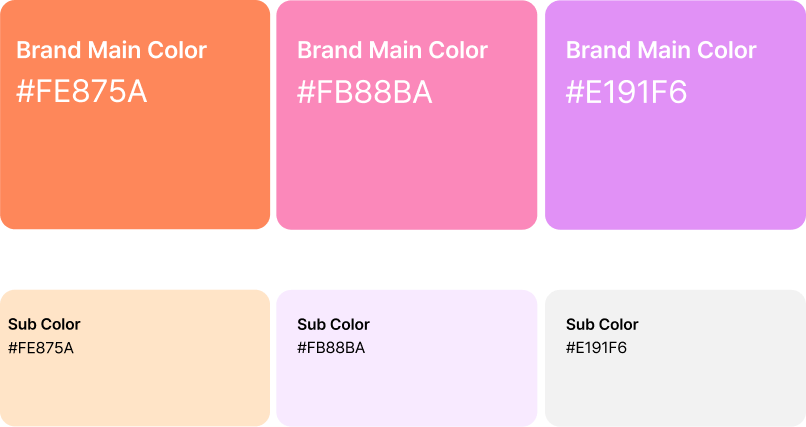 Brand Main Color
#FE875A
Brand Main Color
#FB88BA
Brand Main Color
#E191F6
Sub Color
#FE875A
Sub Color
#FB88BA
Sub Color
#E191F6